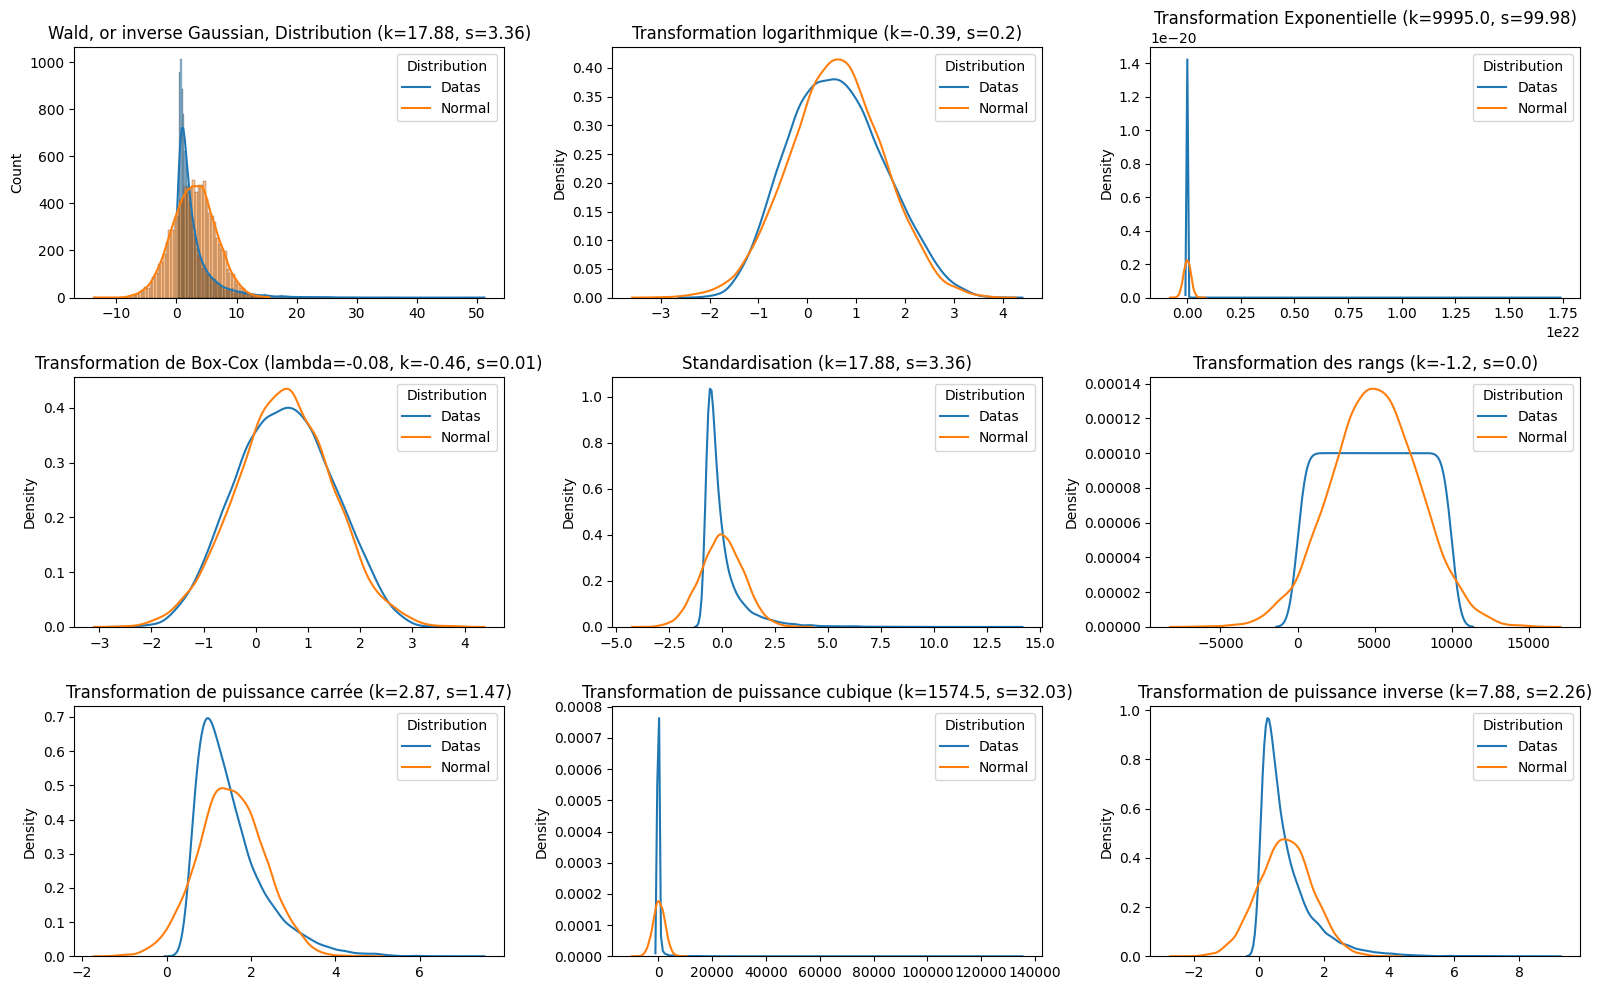 Wald, or inverse Gaussian, Distribution (k=17.88, s=3.36)
Count
1000
800
600
400
200
0
−10 0 10 20 30 40 50
Distribution
Datas
Normal
Transformation logarithmique (k=-0.39, s=0.2)
Density
0.40
0.35
0.30
0.25
0.20
0.15
0.10
0.05
0.00
−3 −2 −1 0 1 2 3 4
Distribution
Datas
Normal
Transformation Exponentielle (k=9995.0, s=99.98)
1e−20
Density
1.4
1.2
1.0
0.8
0.6
0.4
0.2
0.0
0.00 0.25 0.50 0.75 1.00 1.25 1.50 1.75
1e22
Distribution
Datas
Normal
Transformation de Box-Cox (lambda=-0.08, k=-0.46, s=0.01)
Density
0.4
0.3
0.2
0.1
0.0
−3 −2 −1 0 1 2 3 4
Distribution
Datas
Normal
Standardisation (k=17.88, s=3.36)
Density
1.0
0.8
0.6
0.4
0.2
0.0
−5.0 −2.5 0.0 2.5 5.0 7.5 10.0 12.5 15.0
Distribution
Datas
Normal
Transformation des rangs (k=-1.2, s=0.0)
Density
0.00014
0.00012
0.00010
0.00008
0.00006
0.00004
0.00002
0.00000
−5000 0 5000 10000 15000
Distribution
Datas
Normal
Transformation de puissance carrée (k=2.87, s=1.47)
Density
0.7
0.6
0.5
0.4
0.3
0.2
0.1
0.0
−2 0 2 4 6
Distribution
Datas
Normal
Transformation de puissance cubique (k=1574.5, s=32.03)
Density
0.0008
0.0007
0.0006
0.0005
0.0004
0.0003
0.0002
0.0001
0.0000
0 20000 40000 60000 80000 100000 120000 140000
Distribution
Datas
Normal
Transformation de puissance inverse (k=7.88, s=2.26)
Density
1.0
0.8
0.6
0.4
0.2
0.0
−2 0 2 4 6 8
Distribution
Datas
Normal